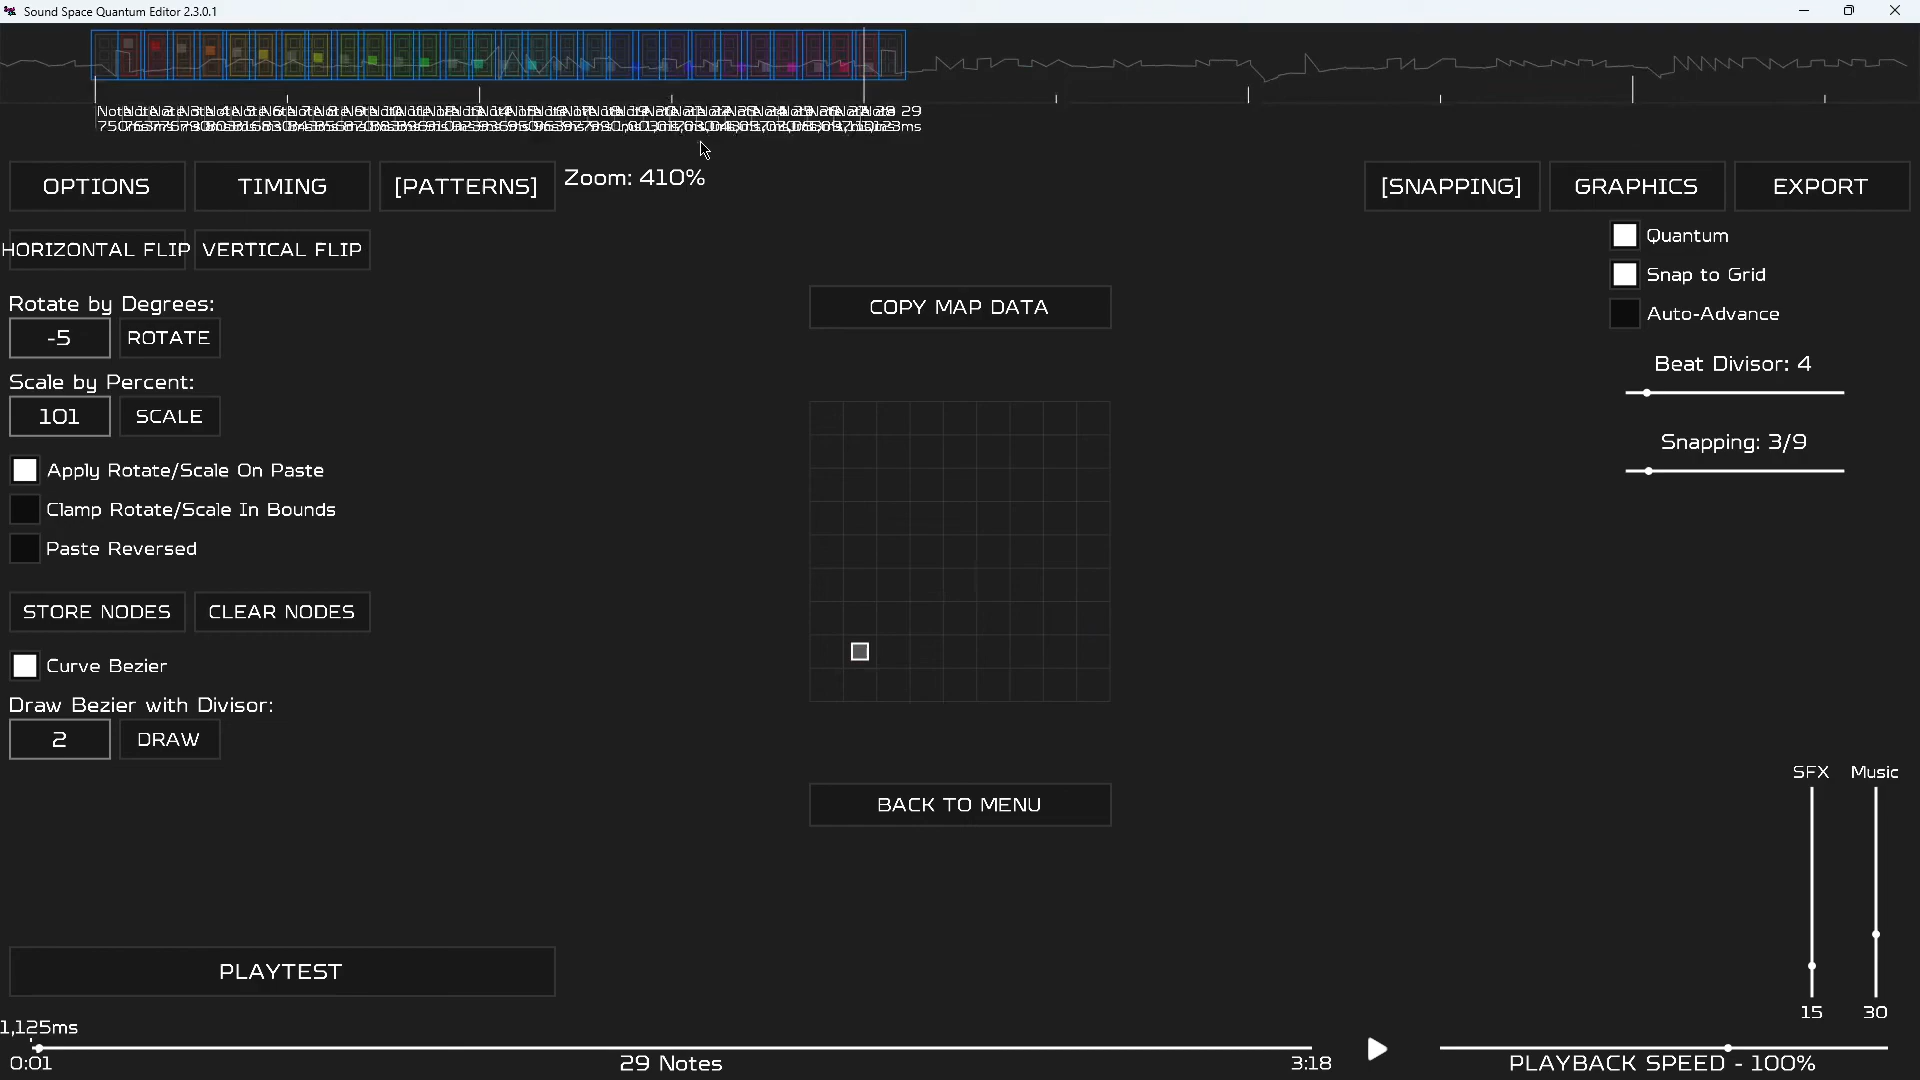 Sound Space Quantum Editor 2.3.0.1
29
OPTIONS
TIMING
[PATTERNS]
Zoom: 410%
[SNAPPING]
GRAPHICS
EXPORT
HORIZONTAL FLIP
VERTICAL FLIP
Quantum
Snap to Grid
Auto-Advance
Rotate by Degrees:
-5
ROTATE
COPY MAP DATA
Beat Divisor: 4
Scale by Percent:
101
SCALE
Snapping: 3/9
Apply Rotate/Scale On Paste
Clamp Rotate/Scale In Bounds
Paste Reversed
STORE NODES
CLEAR NODES
Curve Bezier
Draw Bezier with Divisor:
2
DRAW
BACK TO MENU
SFX
Music
15
30
PLAYTEST
1,125ms
0:01
29 Notes
3:18
PLAYBACK SPEED - 100%